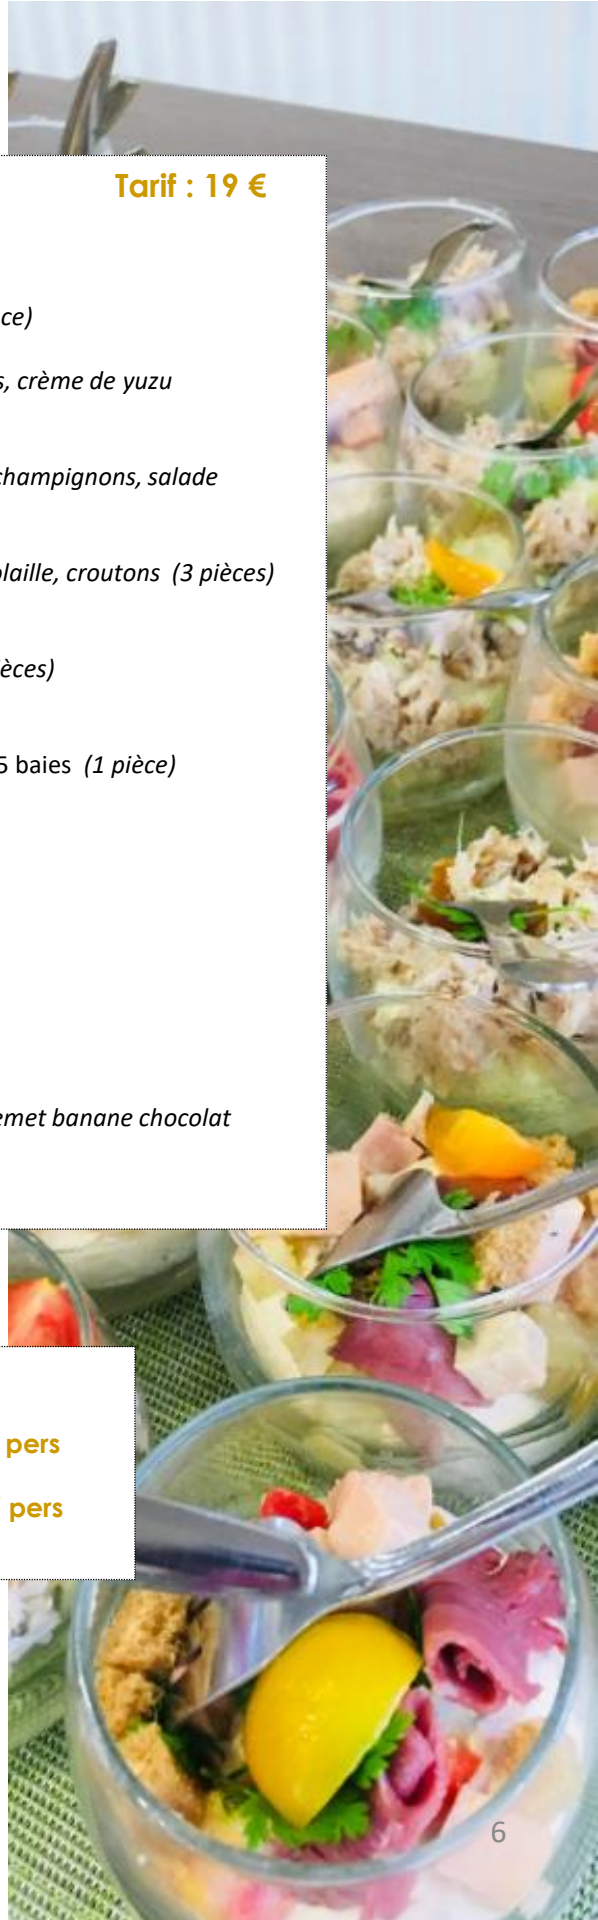 Tarif : 19 €
ce)
s, crème de yuzu
champignons, salade
laille, croutons (3 pièces)
èces)
5 baies (1 pièce)
emet banane chocolat
pers
pers
6